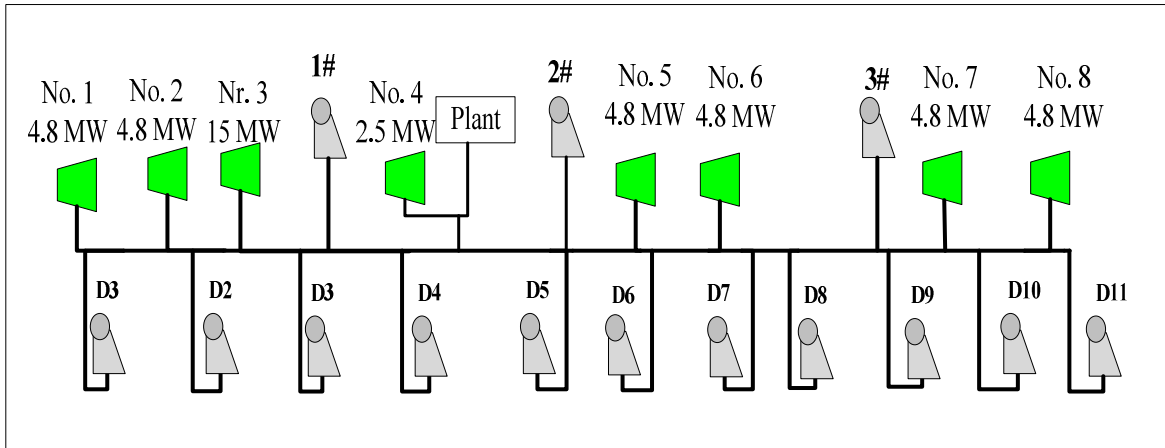 No. 1
4.8 MW
No. 2
4.8 MW
Nr. 3
15 MW
1#
No. 4
2.5 MW
Plant
2#
No. 5
4.8 MW
No. 6
4.8 MW
3#
No. 7
4.8 MW
No. 8
4.8 MW
D3
D2
D3
D4
D5
D6
D7
D8
D9
D10
D11